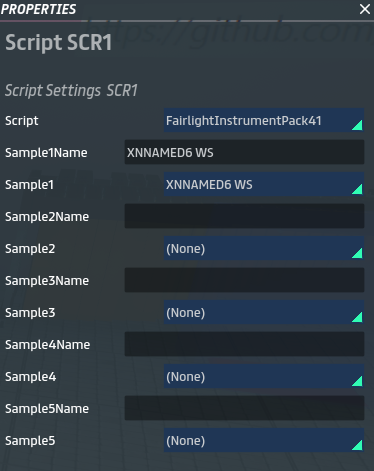 PROPERTIES
https://github.com
Script SCR1
Script Settings SCR1
Script FairlightInstrumentPack41
Sample1Name XNNAMED6 WS
Sample1 XNNAMED6 WS
Sample2Name
Sample2 (None)
Sample3Name
Sample3 (None)
Sample4Name
Sample4 (None)
Sample5Name
Sample5 (None)